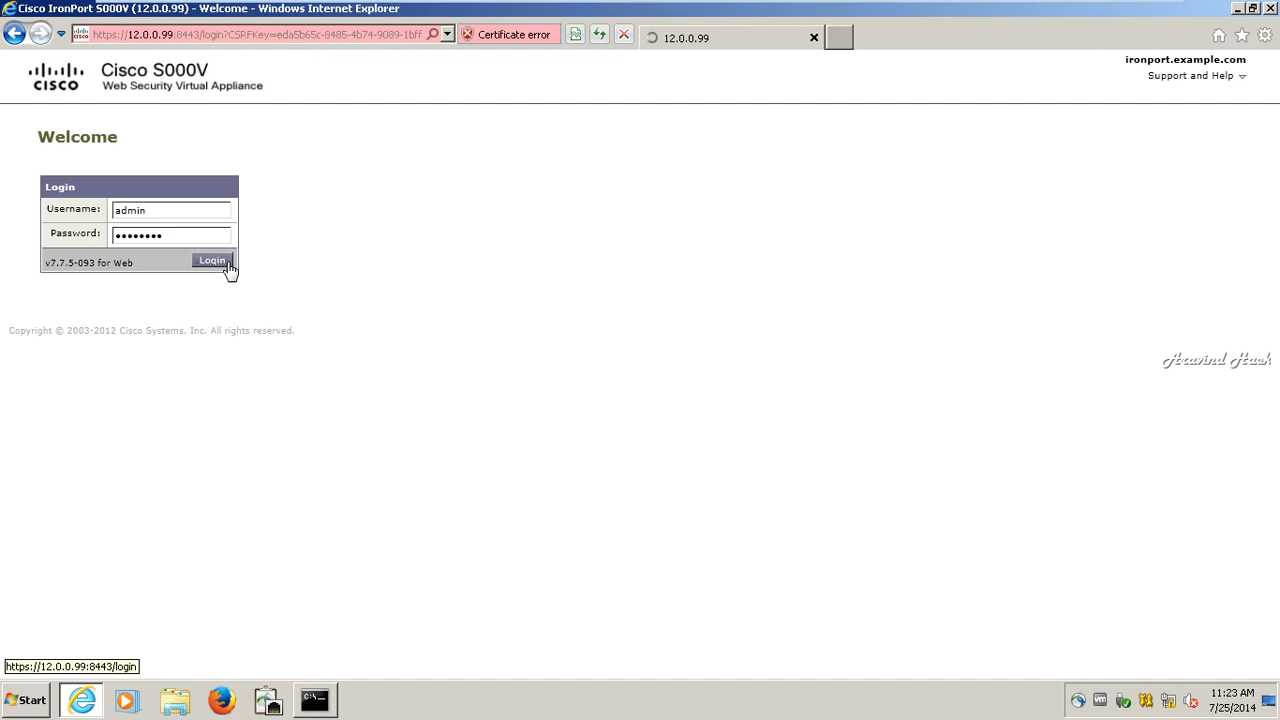 Cisco IronPort S000V (12.0.0.99) - Welcome - Windows Internet Explorer
https://12.0.0.99:8443/login?CSRFKey=eda5b65c-8485-4b74-9089-1bff
Certificate error
12.0.0.99
cisco
Cisco S000V
Web Security Virtual Appliance
ironport.example.com
Support and Help
Welcome
Login
Username: admin
Password: ••••••••
v7.7.5-093 for Web Login
Copyright © 2003-2012 Cisco Systems, Inc. All rights reserved.
Aravind Hush
https://12.0.0.99:8443/login
Start
C:\.
11:23 AM
7/25/2014